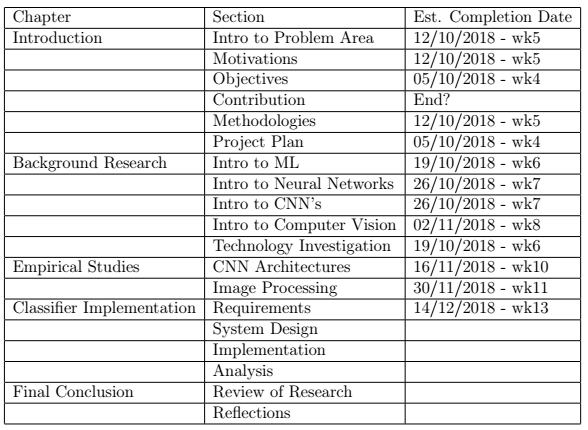 Chapter Section Est. Completion Date
Introduction Intro to Problem Area 12/10/2018 - wk5
Motivations 12/10/2018 - wk5
Objectives 05/10/2018 - wk4
Contribution End?
Methodologies 12/10/2018 - wk5
Project Plan 05/10/2018 - wk4
Background Research Intro to ML 19/10/2018 - wk6
Intro to Neural Networks 26/10/2018 - wk7
Intro to CNN's 26/10/2018 - wk7
Intro to Computer Vision 02/11/2018 - wk8
Technology Investigation 19/10/2018 - wk6
Empirical Studies CNN Architectures 16/11/2018 - wk10
Image Processing 30/11/2018 - wk11
Classifier Implementation Requirements 14/12/2018 - wk13
System Design
Implementation
Analysis
Final Conclusion Review of Research
Reflections